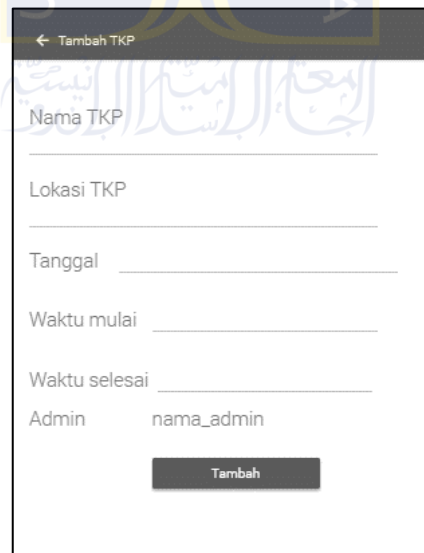 ← Tambah TKP
Nama TKP
Lokasi TKP
Tanggal
Waktu mulai
Waktu selesai
Admin nama_admin
Tambah